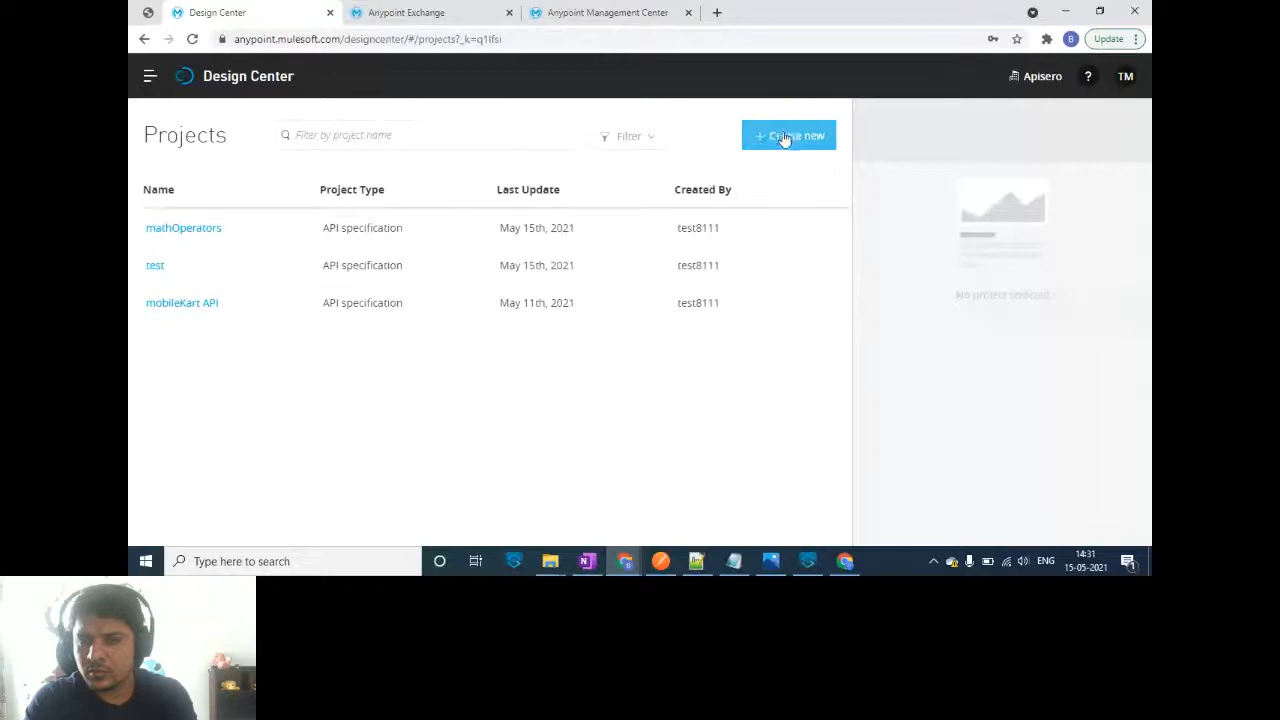 Design Center
Anypoint Exchange
Anypoint Management Center
anypoint.mulesoft.com/designcenter/#/projects?_k=q1lfsi
B
Update
Design Center
Apisero
?
TM
Projects
Filter by project name
Filter
+ Create new
Name
Project Type
Last Update
Created By
mathOperators
API specification
May 15th, 2021
test8111
test
API specification
May 15th, 2021
test8111
mobileKart API
API specification
May 11th, 2021
test8111
No project selected.
Type here to search
ENG
14:31
15-05-2021
1